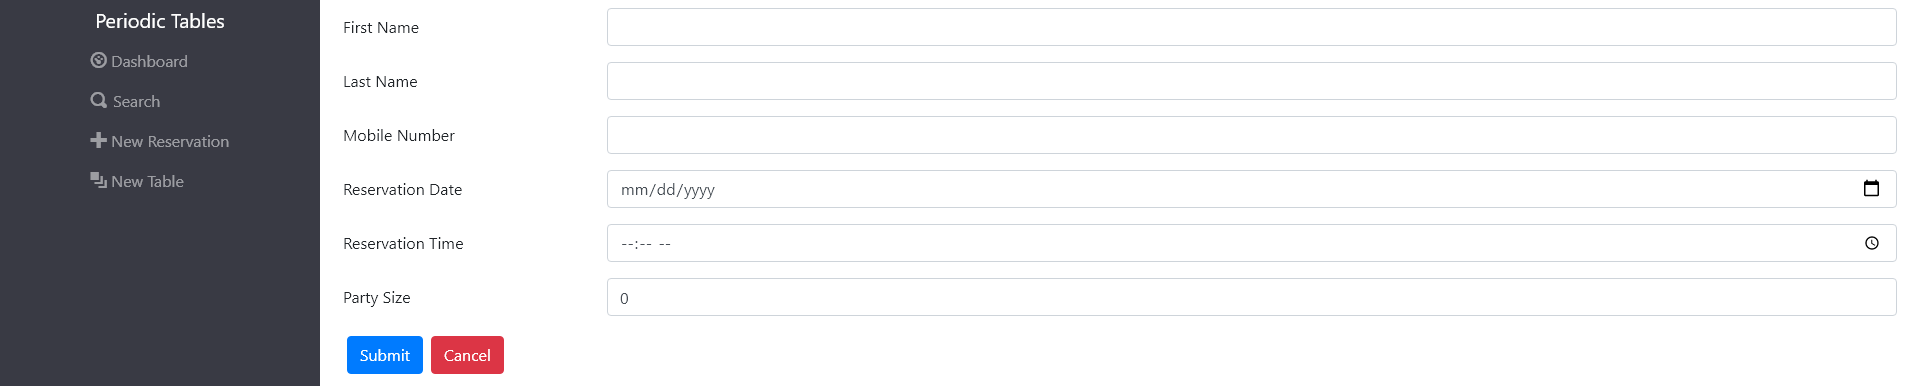 Periodic Tables
Dashboard
Search
New Reservation
New Table
First Name
Last Name
Mobile Number
Reservation Date mm/dd/yyyy
Reservation Time --:-- --
Party Size 0
Submit Cancel